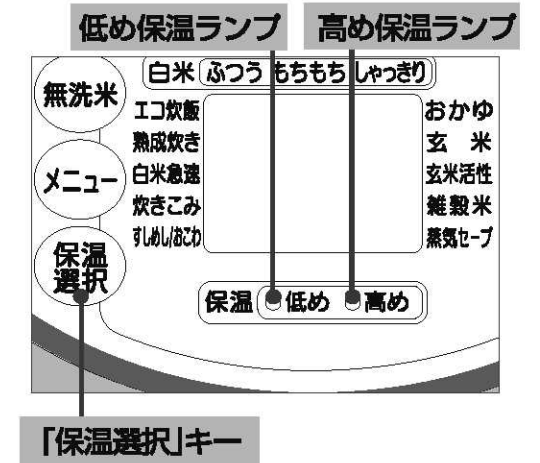 低め保温ランプ 高め保温ランプ
白米 ふつう もちもち しゃっきり
無洗米
メニュー
保温
選択
エコ炊飯
熟成炊き
白米急速
炊きこみ
すしめし/おこわ
おかゆ
玄 米
玄米活性
雑穀米
蒸気セーブ
保温 低め 高め
「保温選択」キー